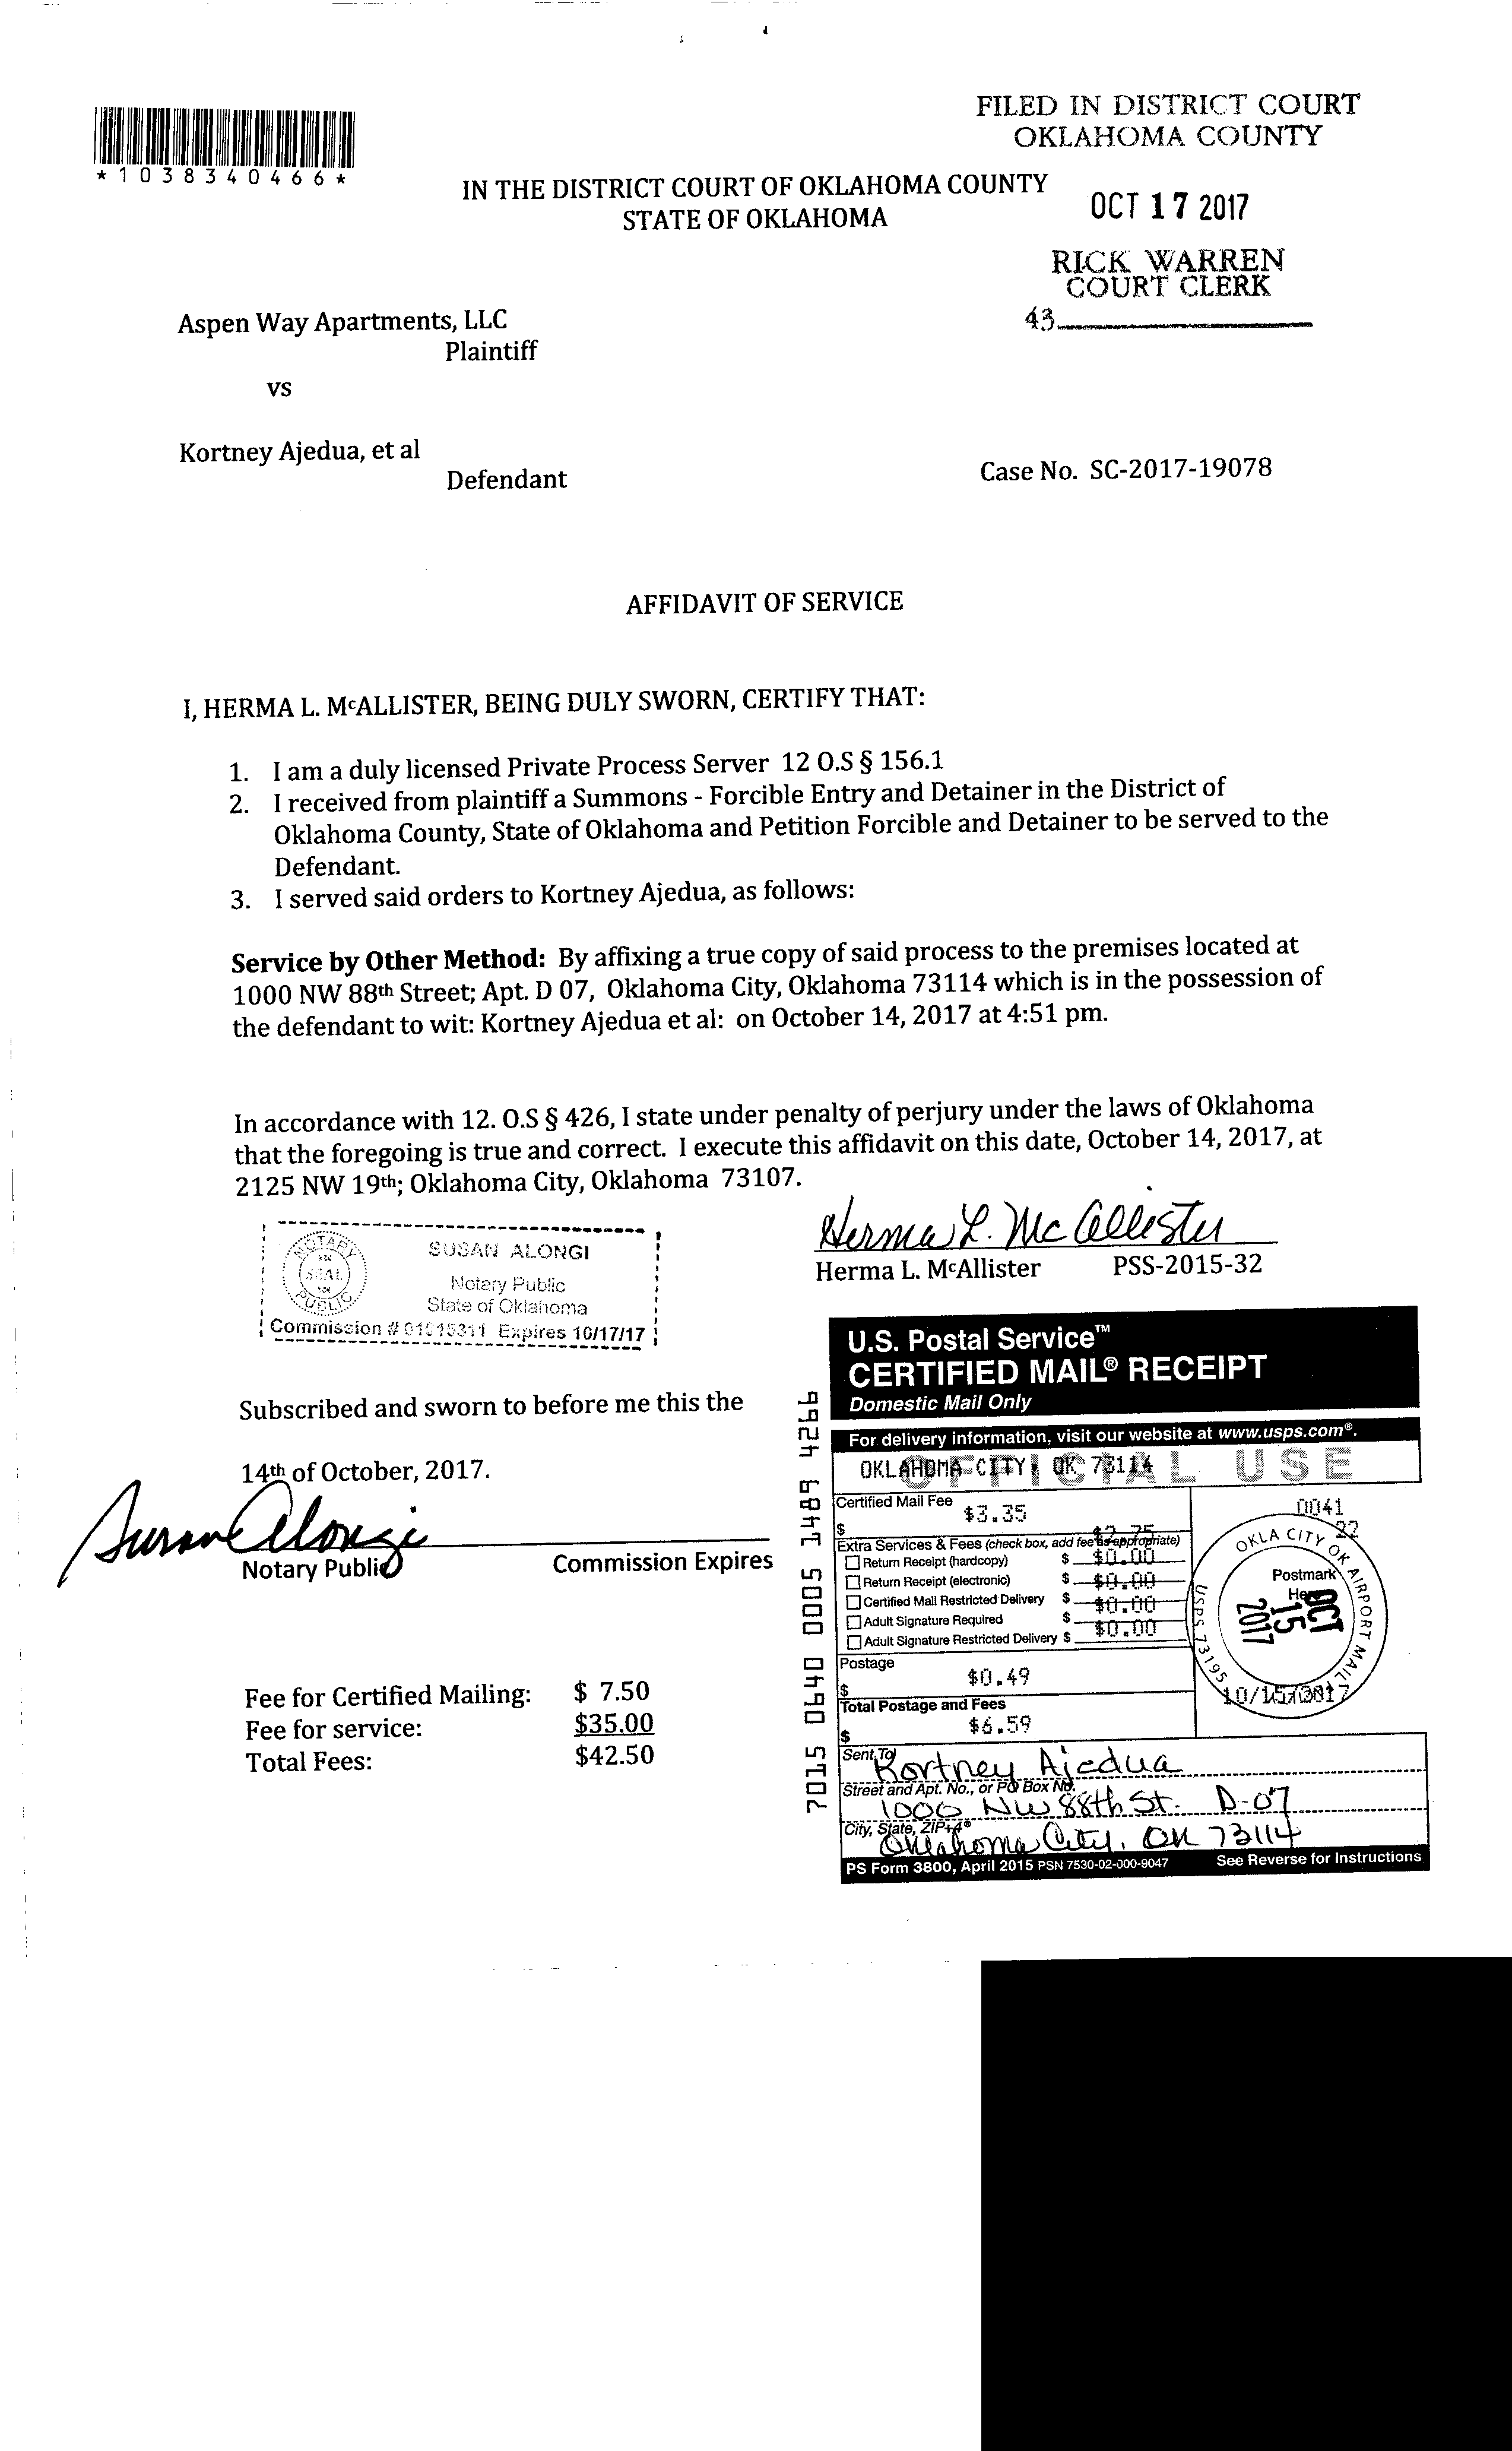 FILED IN DISTRICT COURT
OKLAHOMA COUNTY
*1038340466*
IN THE DISTRICT COURT OF OKLAHOMA COUNTY
STATE OF OKLAHOMA
OCT 17 2017
RICK WARREN
COURT CLERK
43
Aspen Way Apartments, LLC
Plaintiff
vs
Kortney Ajedua, et al
Defendant
Case No. SC-2017-19078
AFFIDAVIT OF SERVICE
I, HERMA L. McALLISTER, BEING DULY SWORN, CERTIFY THAT:
1. I am a duly licensed Private Process Server 12 O.S § 156.1
2. I received from plaintiff a Summons - Forcible Entry and Detainer in the District of
Oklahoma County, State of Oklahoma and Petition Forcible and Detainer to be served to the
Defendant.
3. I served said orders to Kortney Ajedua, as follows:
Service by Other Method: By affixing a true copy of said process to the premises located at
1000 NW 88th Street; Apt. D 07, Oklahoma City, Oklahoma 73114 which is in the possession of
the defendant to wit: Kortney Ajedua et al: on October 14, 2017 at 4:51 pm.
In accordance with 12. O.S § 426, I state under penalty of perjury under the laws of Oklahoma
that the foregoing is true and correct. I execute this affidavit on this date, October 14, 2017, at
2125 NW 19th; Oklahoma City, Oklahoma 73107.
Herma L. McAllister
Herma L. McAllister PSS-2015-32
NOTARY
SEAL
PUBLIC
SUSAN ALONGI
Notary Public
State of Oklahoma
Commission # 01015311 Expires 10/17/17
Subscribed and sworn to before me this the
14th of October, 2017.
Susan Alongi
Notary Public Commission Expires
Fee for Certified Mailing: $ 7.50
Fee for service: $35.00
Total Fees: $42.50
7015 0640 0005 1489 4266
U.S. Postal Service™
CERTIFIED MAIL® RECEIPT
Domestic Mail Only
For delivery information, visit our website at www.usps.com®.
OFFICIAL USE
OKLAHOMA CITY, OK 73114
Certified Mail Fee
$3.35
$
$2.75
Extra Services & Fees (check box, add fee as appropriate)
Return Receipt (hardcopy) $ $0.00
Return Receipt (electronic) $ $0.00
Certified Mail Restricted Delivery $ $0.00
Adult Signature Required $ $0.00
Adult Signature Restricted Delivery $
Postage
$0.49
$
Total Postage and Fees
$6.59
$
0041
22
OKLA CITY OK AIRPORT MAIL
USPS 73195
Postmark
Here
OCT
15
2017
10/15/2017
Sent To
Kortney Ajedua
Street and Apt. No., or PO Box No.
1000 NW 88th St. D-07
City, State, ZIP+4®
Oklahoma City, OK 73114
PS Form 3800, April 2015 PSN 7530-02-000-9047 See Reverse for Instructions